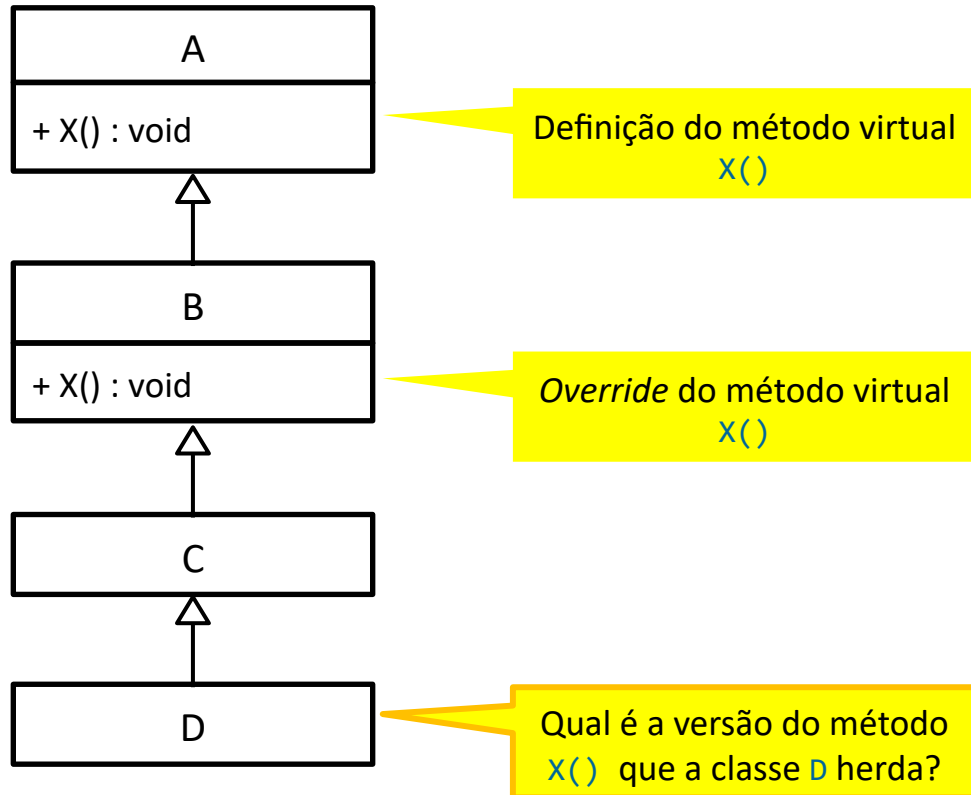 A
+ X() : void
Definição do método virtual
X()
B
+ X() : void
Override do método virtual
X()
C
D
Qual é a versão do método
X() que a classe D herda?